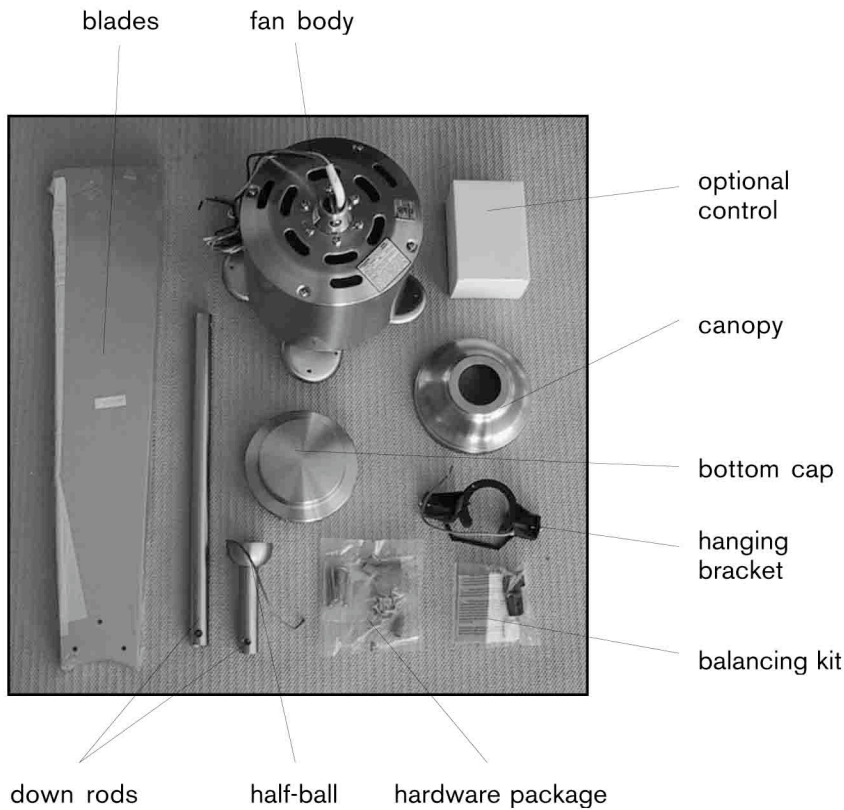 blades
fan body
optional
control
canopy
bottom cap
hanging
bracket
balancing kit
down rods
half-ball
hardware package